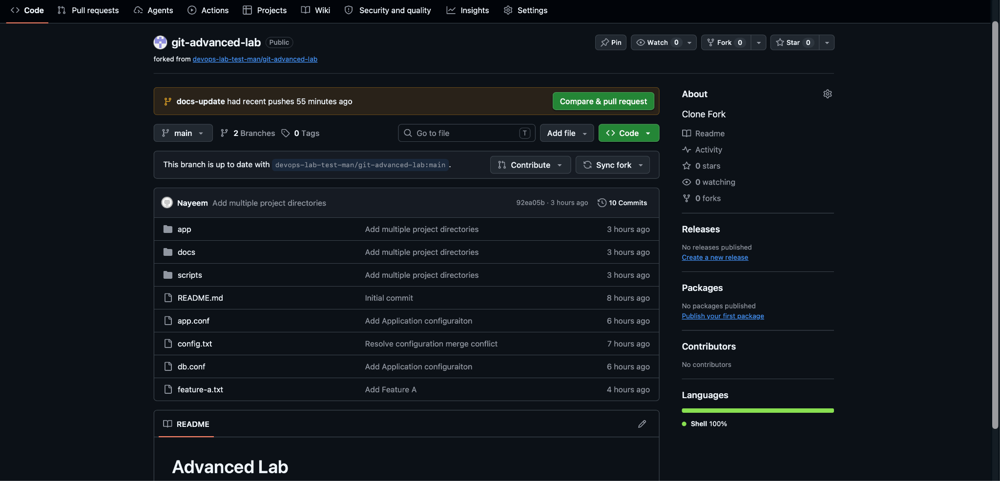 Code Pull requests Agents Actions Projects Wiki Security and quality Insights Settings
git-advanced-lab Public Pin Watch 0 Fork 0 Star 0
forked from devops-lab-test-man/git-advanced-lab
docs-update had recent pushes 55 minutes ago Compare & pull request
main 2 Branches 0 Tags Go to file T Add file Code
This branch is up to date with devops-lab-test-man/git-advanced-lab:main . Contribute Sync fork
Nayeem Add multiple project directories 92ea05b · 3 hours ago 10 Commits
app Add multiple project directories 3 hours ago
docs Add multiple project directories 3 hours ago
scripts Add multiple project directories 3 hours ago
README.md Initial commit 8 hours ago
app.conf Add Application configuraiton 6 hours ago
config.txt Resolve configuration merge conflict 7 hours ago
db.conf Add Application configuraiton 6 hours ago
feature-a.txt Add Feature A 4 hours ago
README
Advanced Lab
About
Clone Fork
Readme
Activity
0 stars
0 watching
0 forks
Releases
No releases published
Create a new release
Packages
No packages published
Publish your first package
Contributors
No contributors
Languages
Shell 100%